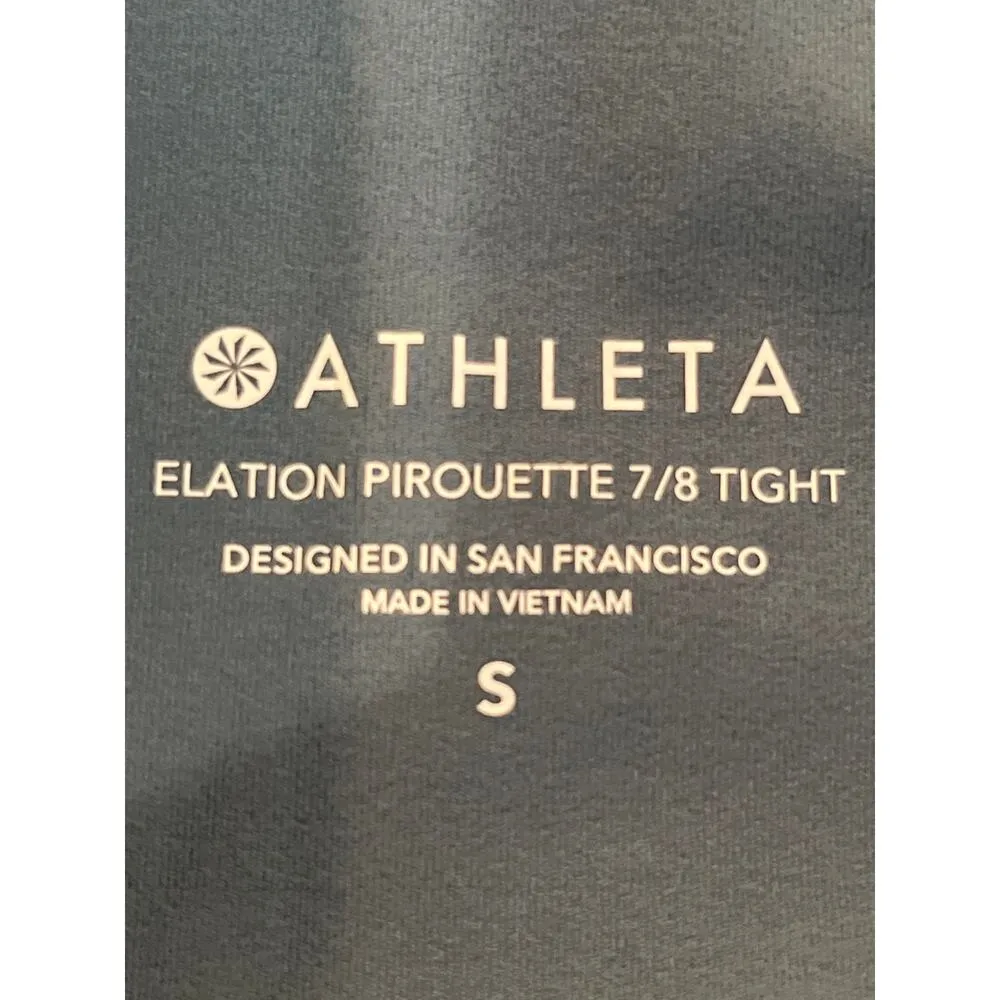 ATHLETA
ELATION PIROUETTE 7/8 TIGHT
DESIGNED IN SAN FRANCISCO
MADE IN VIETNAM
S